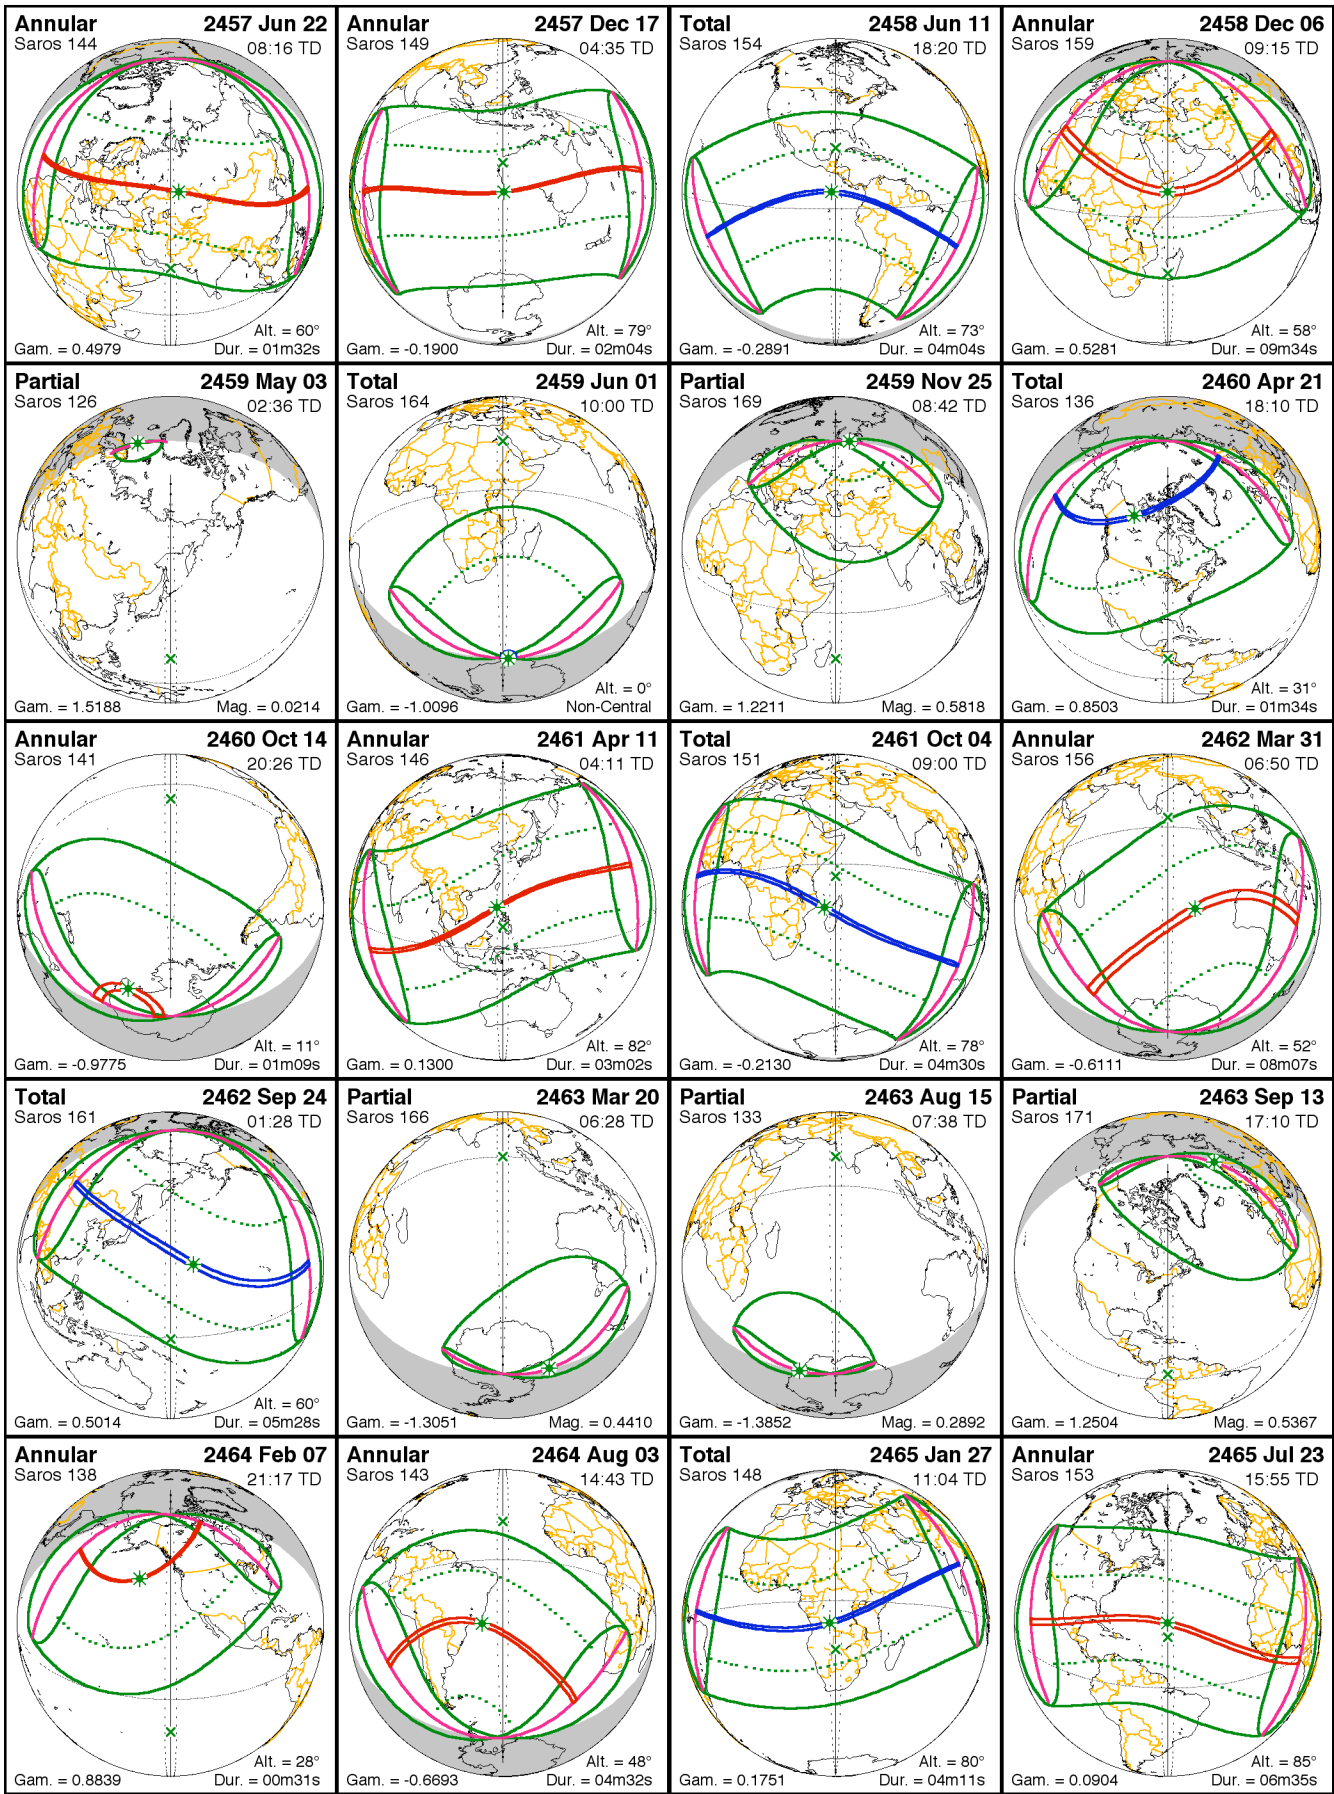 Annular 2457 Jun 22
Saros 144 08:16 TD
Alt. = 60°
Gam. = 0.4979 Dur. = 01m32s
Annular 2457 Dec 17
Saros 149 04:35 TD
Alt. = 79°
Gam. = -0.1900 Dur. = 02m04s
Total 2458 Jun 11
Saros 154 18:20 TD
Alt. = 73°
Gam. = -0.2891 Dur. = 04m04s
Annular 2458 Dec 06
Saros 159 09:15 TD
Alt. = 58°
Gam. = 0.5281 Dur. = 09m34s
Partial 2459 May 03
Saros 126 02:36 TD
Gam. = 1.5188 Mag. = 0.0214
Total 2459 Jun 01
Saros 164 10:00 TD
Alt. = 0°
Gam. = -1.0096 Non-Central
Partial 2459 Nov 25
Saros 169 08:42 TD
Gam. = 1.2211 Mag. = 0.5818
Total 2460 Apr 21
Saros 136 18:10 TD
Alt. = 31°
Gam. = 0.8503 Dur. = 01m34s
Annular 2460 Oct 14
Saros 141 20:26 TD
Alt. = 11°
Gam. = -0.9775 Dur. = 01m09s
Annular 2461 Apr 11
Saros 146 04:11 TD
Alt. = 82°
Gam. = 0.1300 Dur. = 03m02s
Total 2461 Oct 04
Saros 151 09:00 TD
Alt. = 78°
Gam. = -0.2130 Dur. = 04m30s
Annular 2462 Mar 31
Saros 156 06:50 TD
Alt. = 52°
Gam. = -0.6111 Dur. = 08m07s
Total 2462 Sep 24
Saros 161 01:28 TD
Alt. = 60°
Gam. = 0.5014 Dur. = 05m28s
Partial 2463 Mar 20
Saros 166 06:28 TD
Gam. = -1.3051 Mag. = 0.4410
Partial 2463 Aug 15
Saros 133 07:38 TD
Gam. = -1.3852 Mag. = 0.2892
Partial 2463 Sep 13
Saros 171 17:10 TD
Gam. = 1.2504 Mag. = 0.5367
Annular 2464 Feb 07
Saros 138 21:17 TD
Alt. = 28°
Gam. = 0.8839 Dur. = 00m31s
Annular 2464 Aug 03
Saros 143 14:43 TD
Alt. = 48°
Gam. = -0.6693 Dur. = 04m32s
Total 2465 Jan 27
Saros 148 11:04 TD
Alt. = 80°
Gam. = 0.1751 Dur. = 04m11s
Annular 2465 Jul 23
Saros 153 15:55 TD
Alt. = 85°
Gam. = 0.0904 Dur. = 06m35s